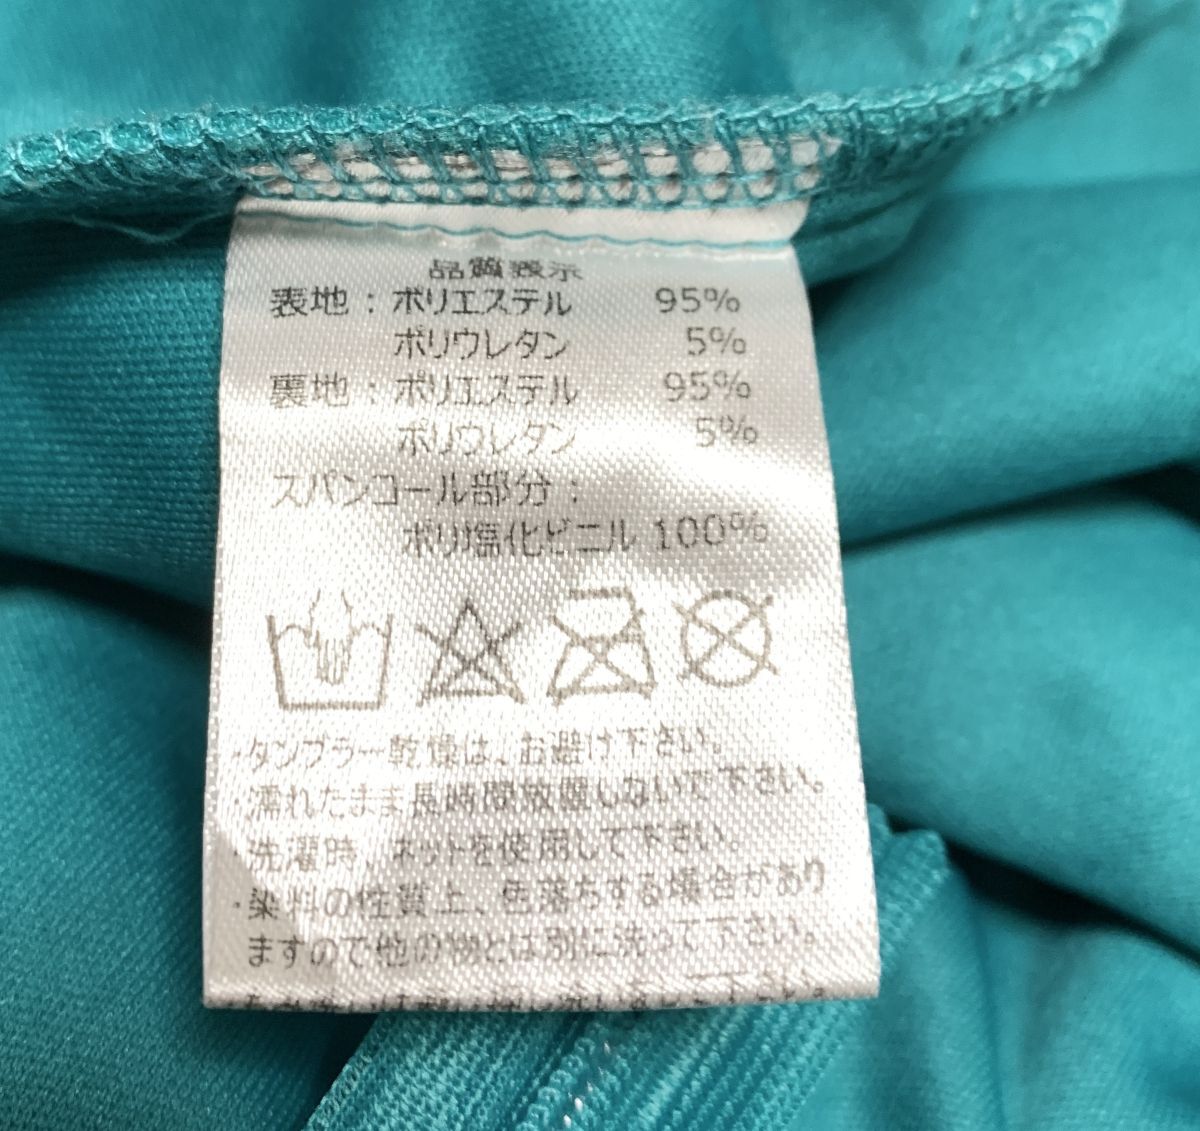 品質表示
表地：ポリエステル 95%
ポリウレタン 5%
裏地：ポリエステル 95%
ポリウレタン 5%
スパンコール部分：
ポリ塩化ビニル 100%
・タンブラー乾燥は、お避け下さい。
・濡れたまま長時間放置しないで下さい。
・洗濯時、ネットを使用して下さい。
・染料の性質上、色落ちする場合があり
ますので他の物とは別に洗って下さい。